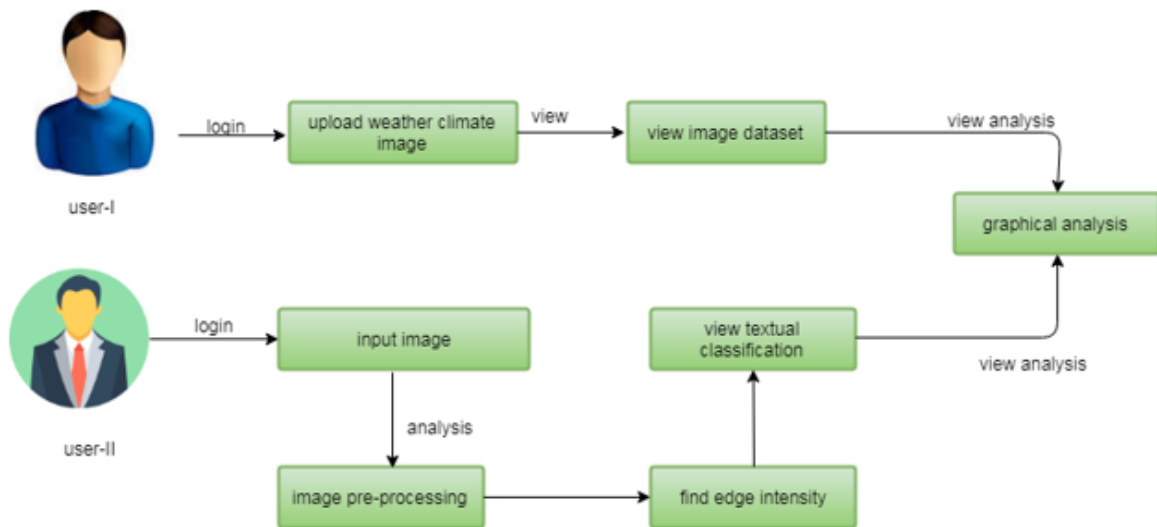 login
upload weather climate
image
view
view image dataset
view analysis
user-I
graphical analysis
login
input image
view textual
classification
view analysis
analysis
user-II
image pre-processing
find edge intensity